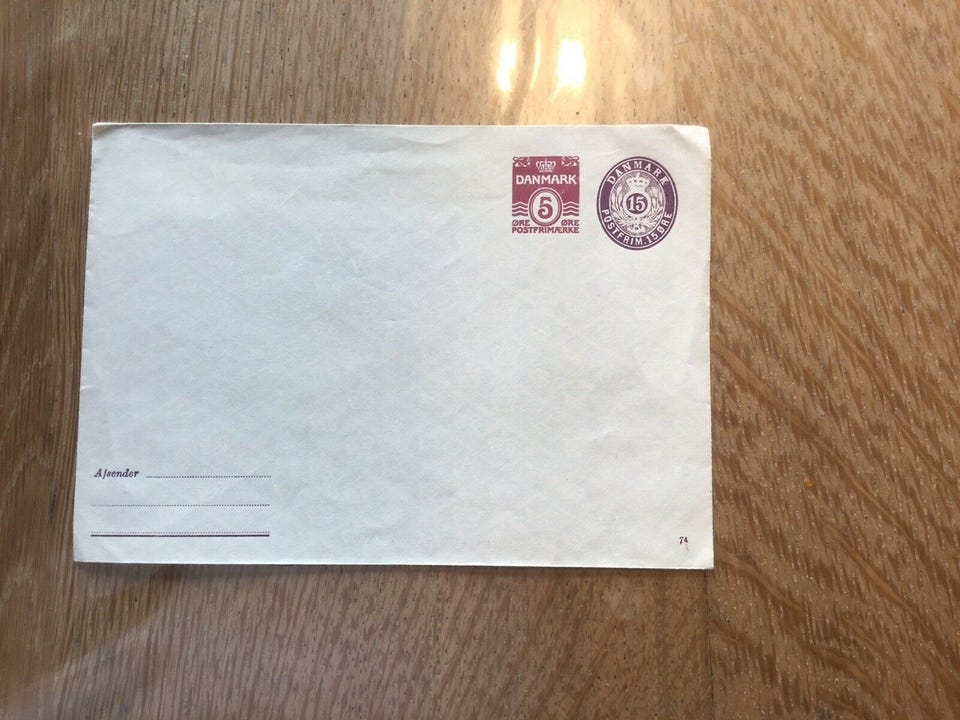 DANMARK
5
ØRE ØRE
POSTFRIMÆRKE
DANMARK
15
POSTFRIM. 15 ØRE
Afsender
74